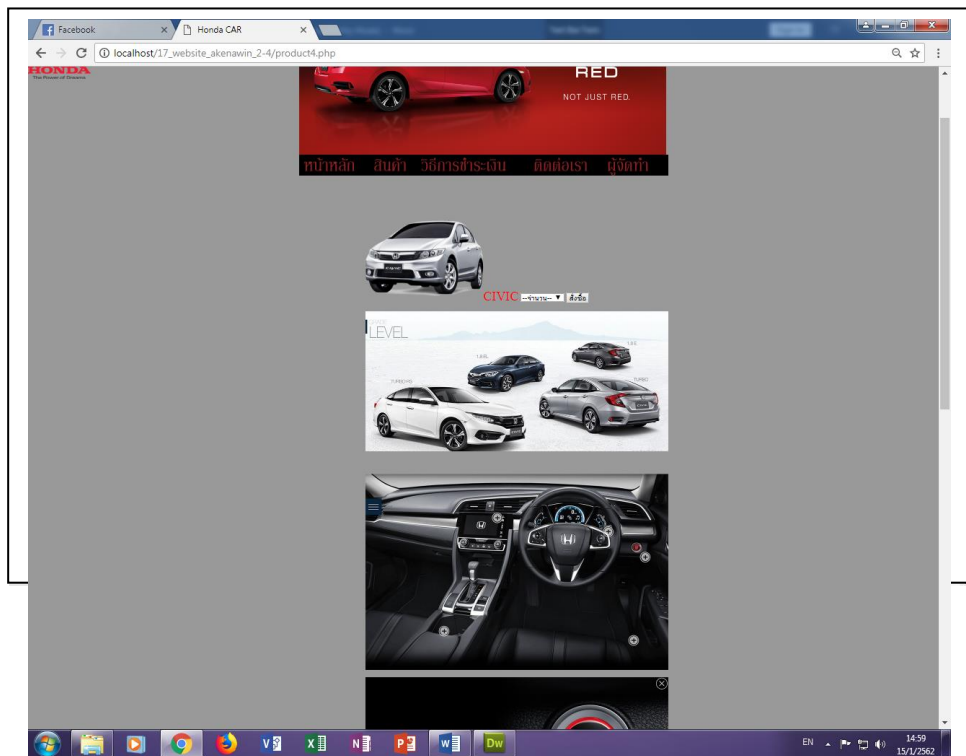 Facebook
Honda CAR
localhost/17_website_akenawin_2-4/product4.php
HONDA
The Power of Dreams
RED
NOT JUST RED.
หน้าหลัก สินค้า วิธีการชำระเงิน ติดต่อเรา ผู้จัดทำ
CIVIC --จำนวน-- สั่งซื้อ
LEVEL
TURBO
EN
14:59
15/1/2562